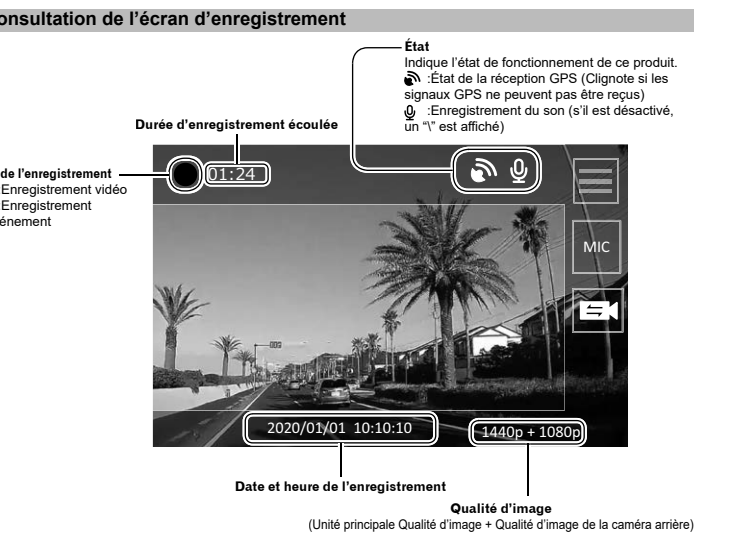 onsultation de l'écran d'enregistrement
État
Indique l'état de fonctionnement de ce produit.
:État de la réception GPS (Clignote si les
signaux GPS ne peuvent pas être reçus)
:Enregistrement du son (s'il est désactivé,
un "\" est affiché)
Durée d'enregistrement écoulée
de l'enregistrement
:Enregistrement vidéo
:Enregistrement
énement
01:24
MIC
2020/01/01 10:10:10
1440p + 1080p
Date et heure de l'enregistrement
Qualité d'image
(Unité principale Qualité d'image + Qualité d'image de la caméra arrière)